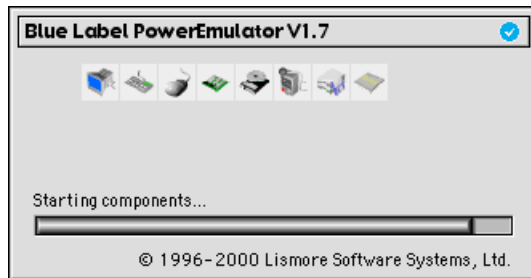 Blue Label PowerEmulator V1.7
Starting components...
© 1996-2000 Lismore Software Systems, Ltd.